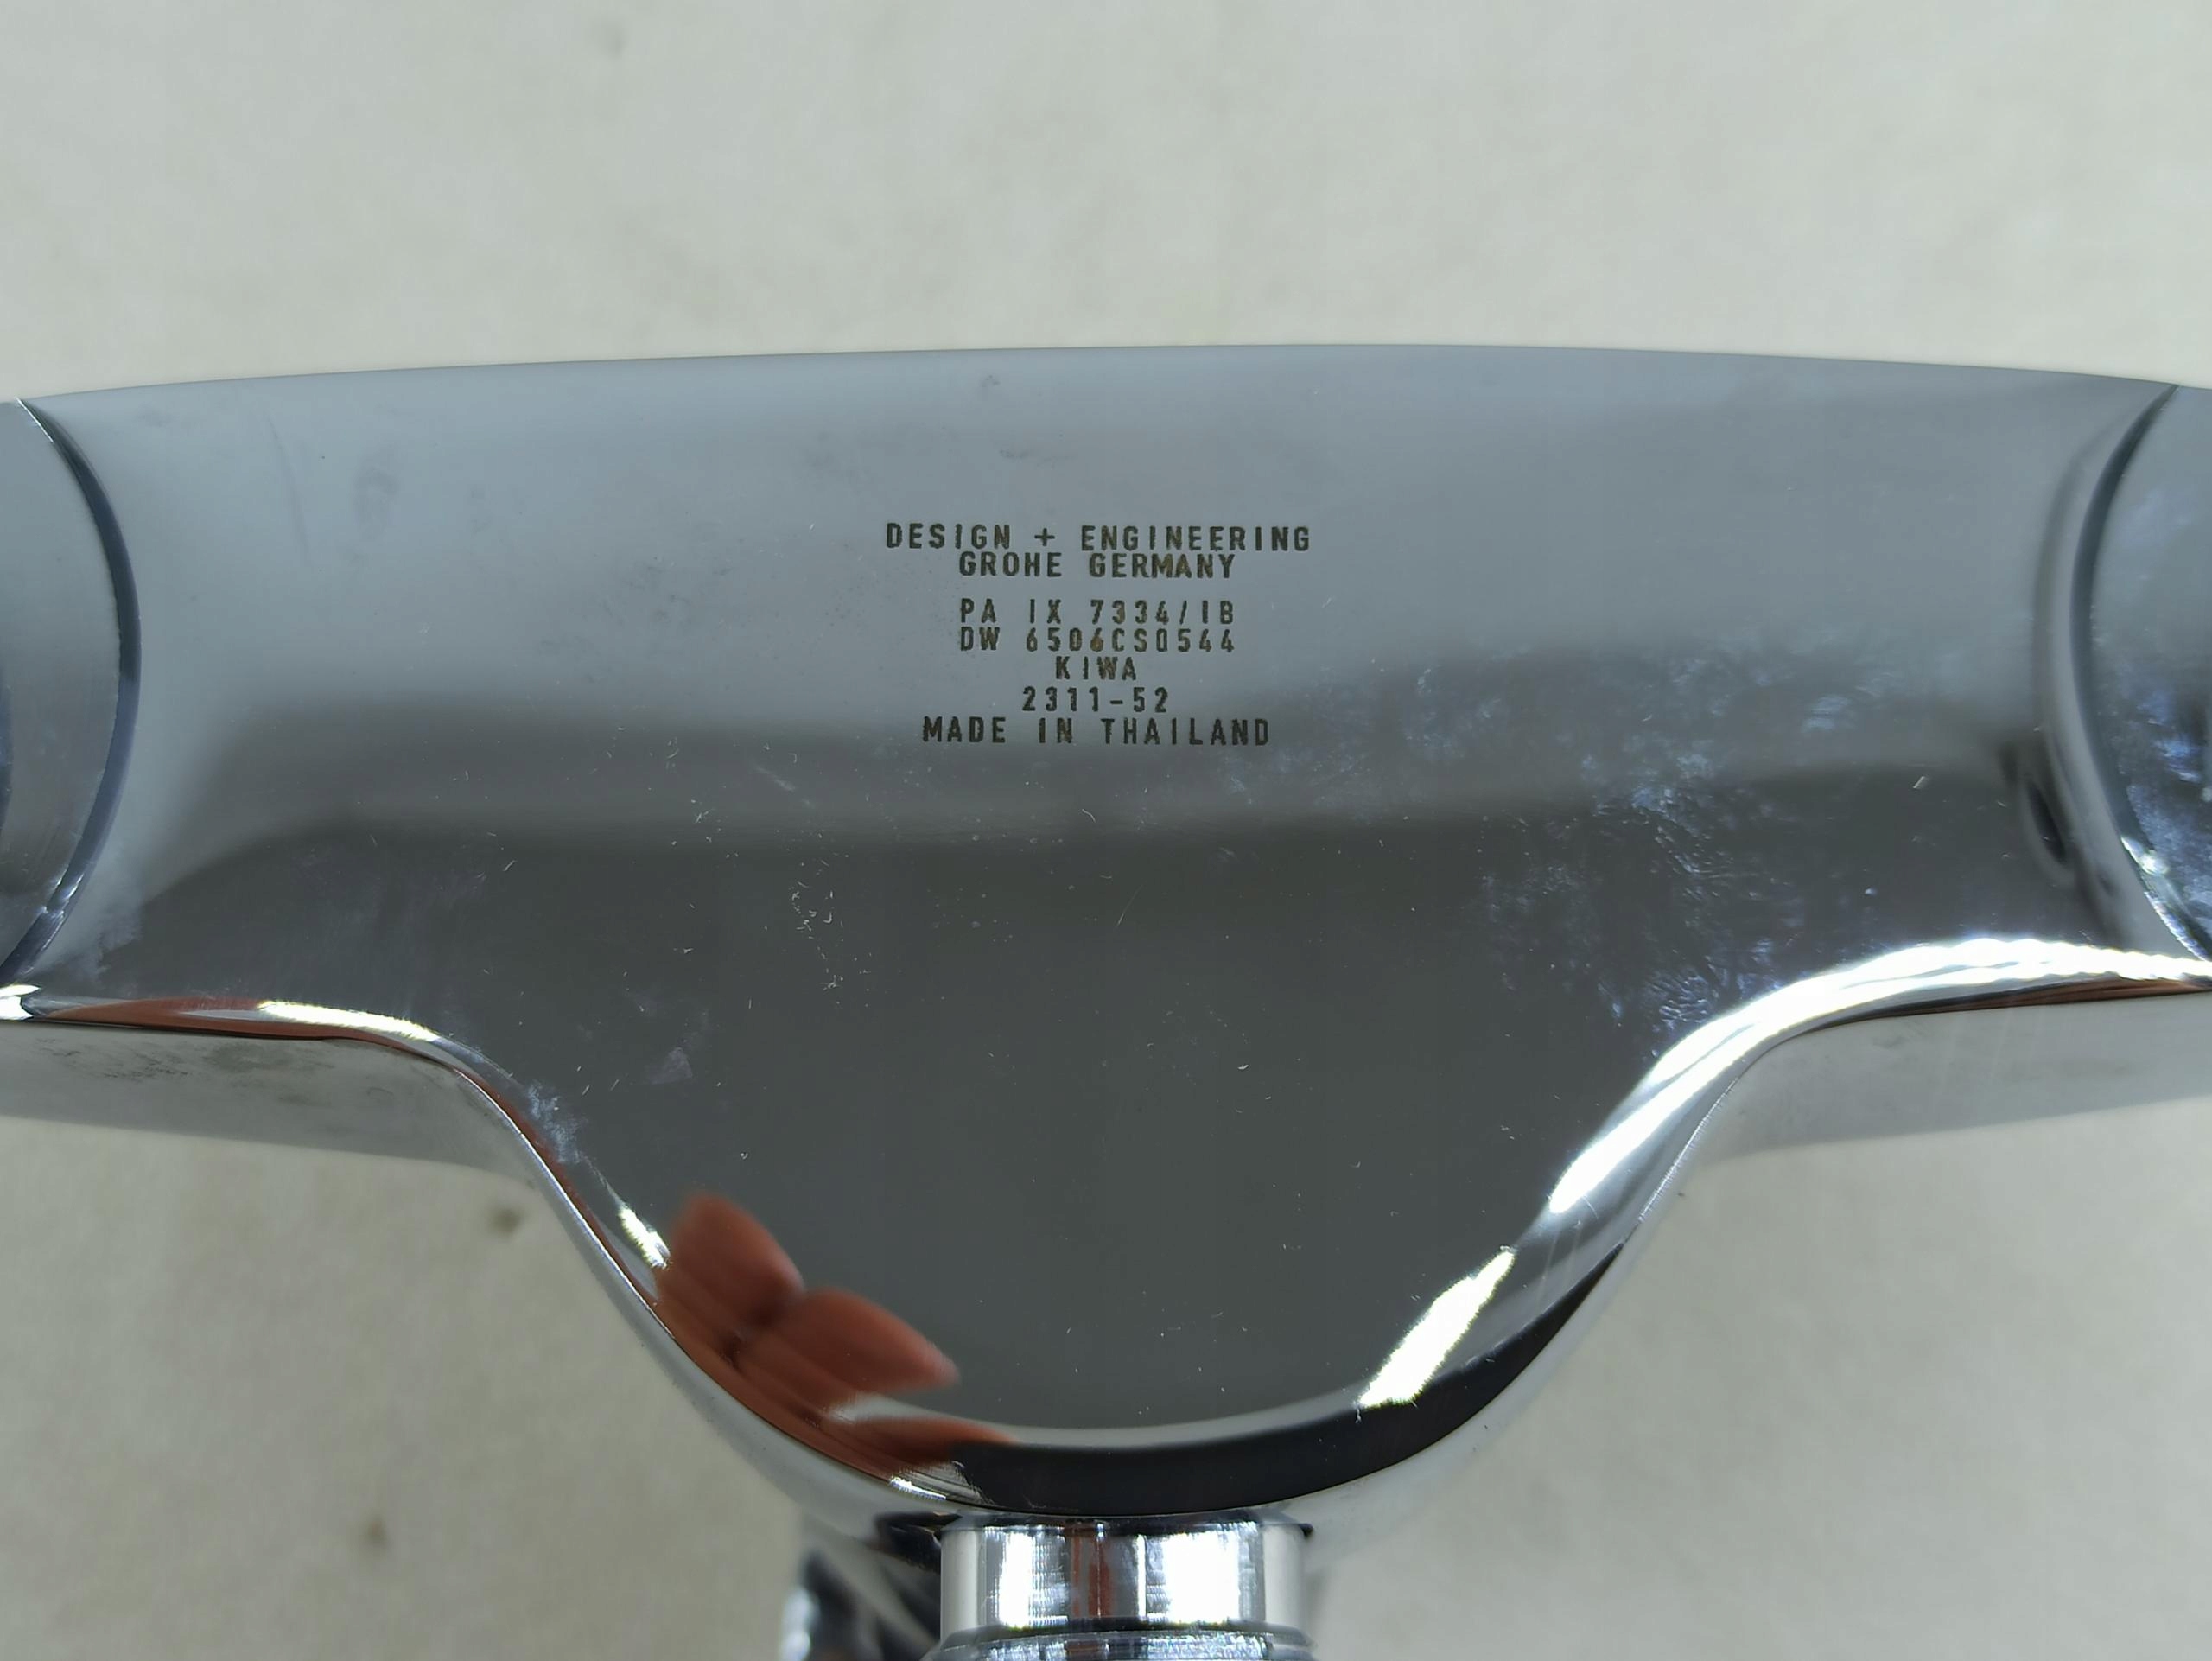 DESIGN + ENGINEERING
GROHE GERMANY
PA IX 7334/IB
DW 6506CS0544
KIWA
2311-52
MADE IN THAILAND